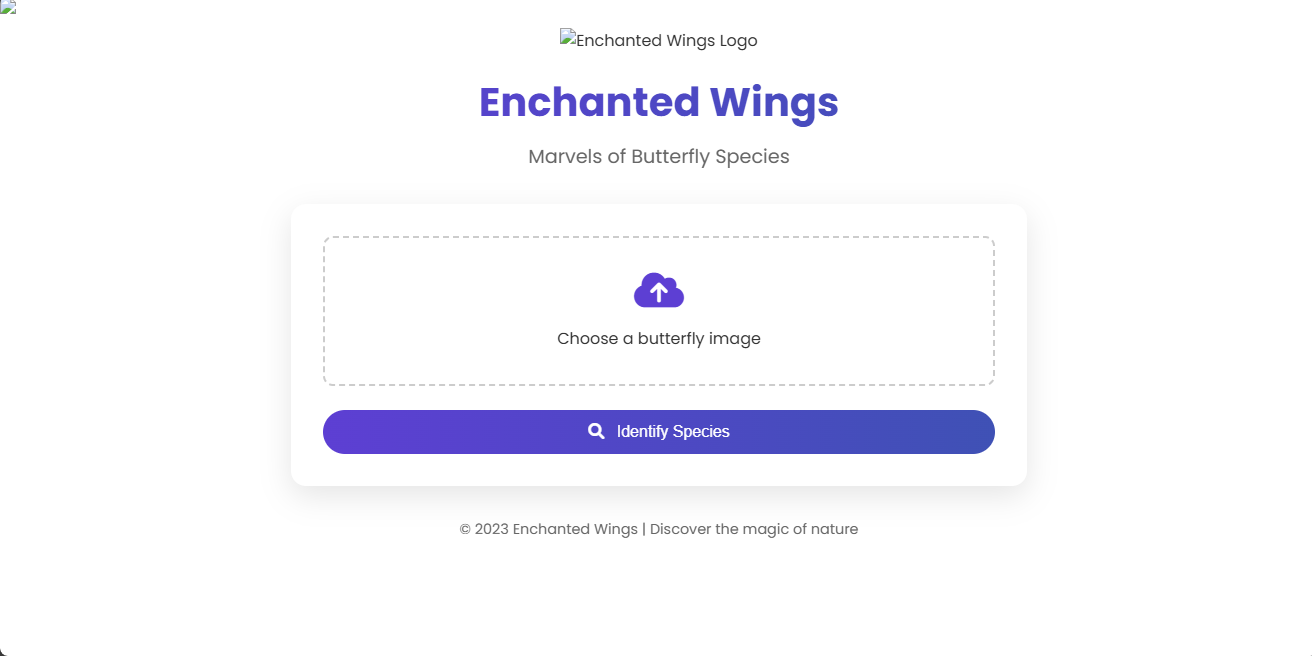 Enchanted Wings Logo
Enchanted Wings
Marvels of Butterfly Species
Choose a butterfly image
Identify Species
© 2023 Enchanted Wings | Discover the magic of nature